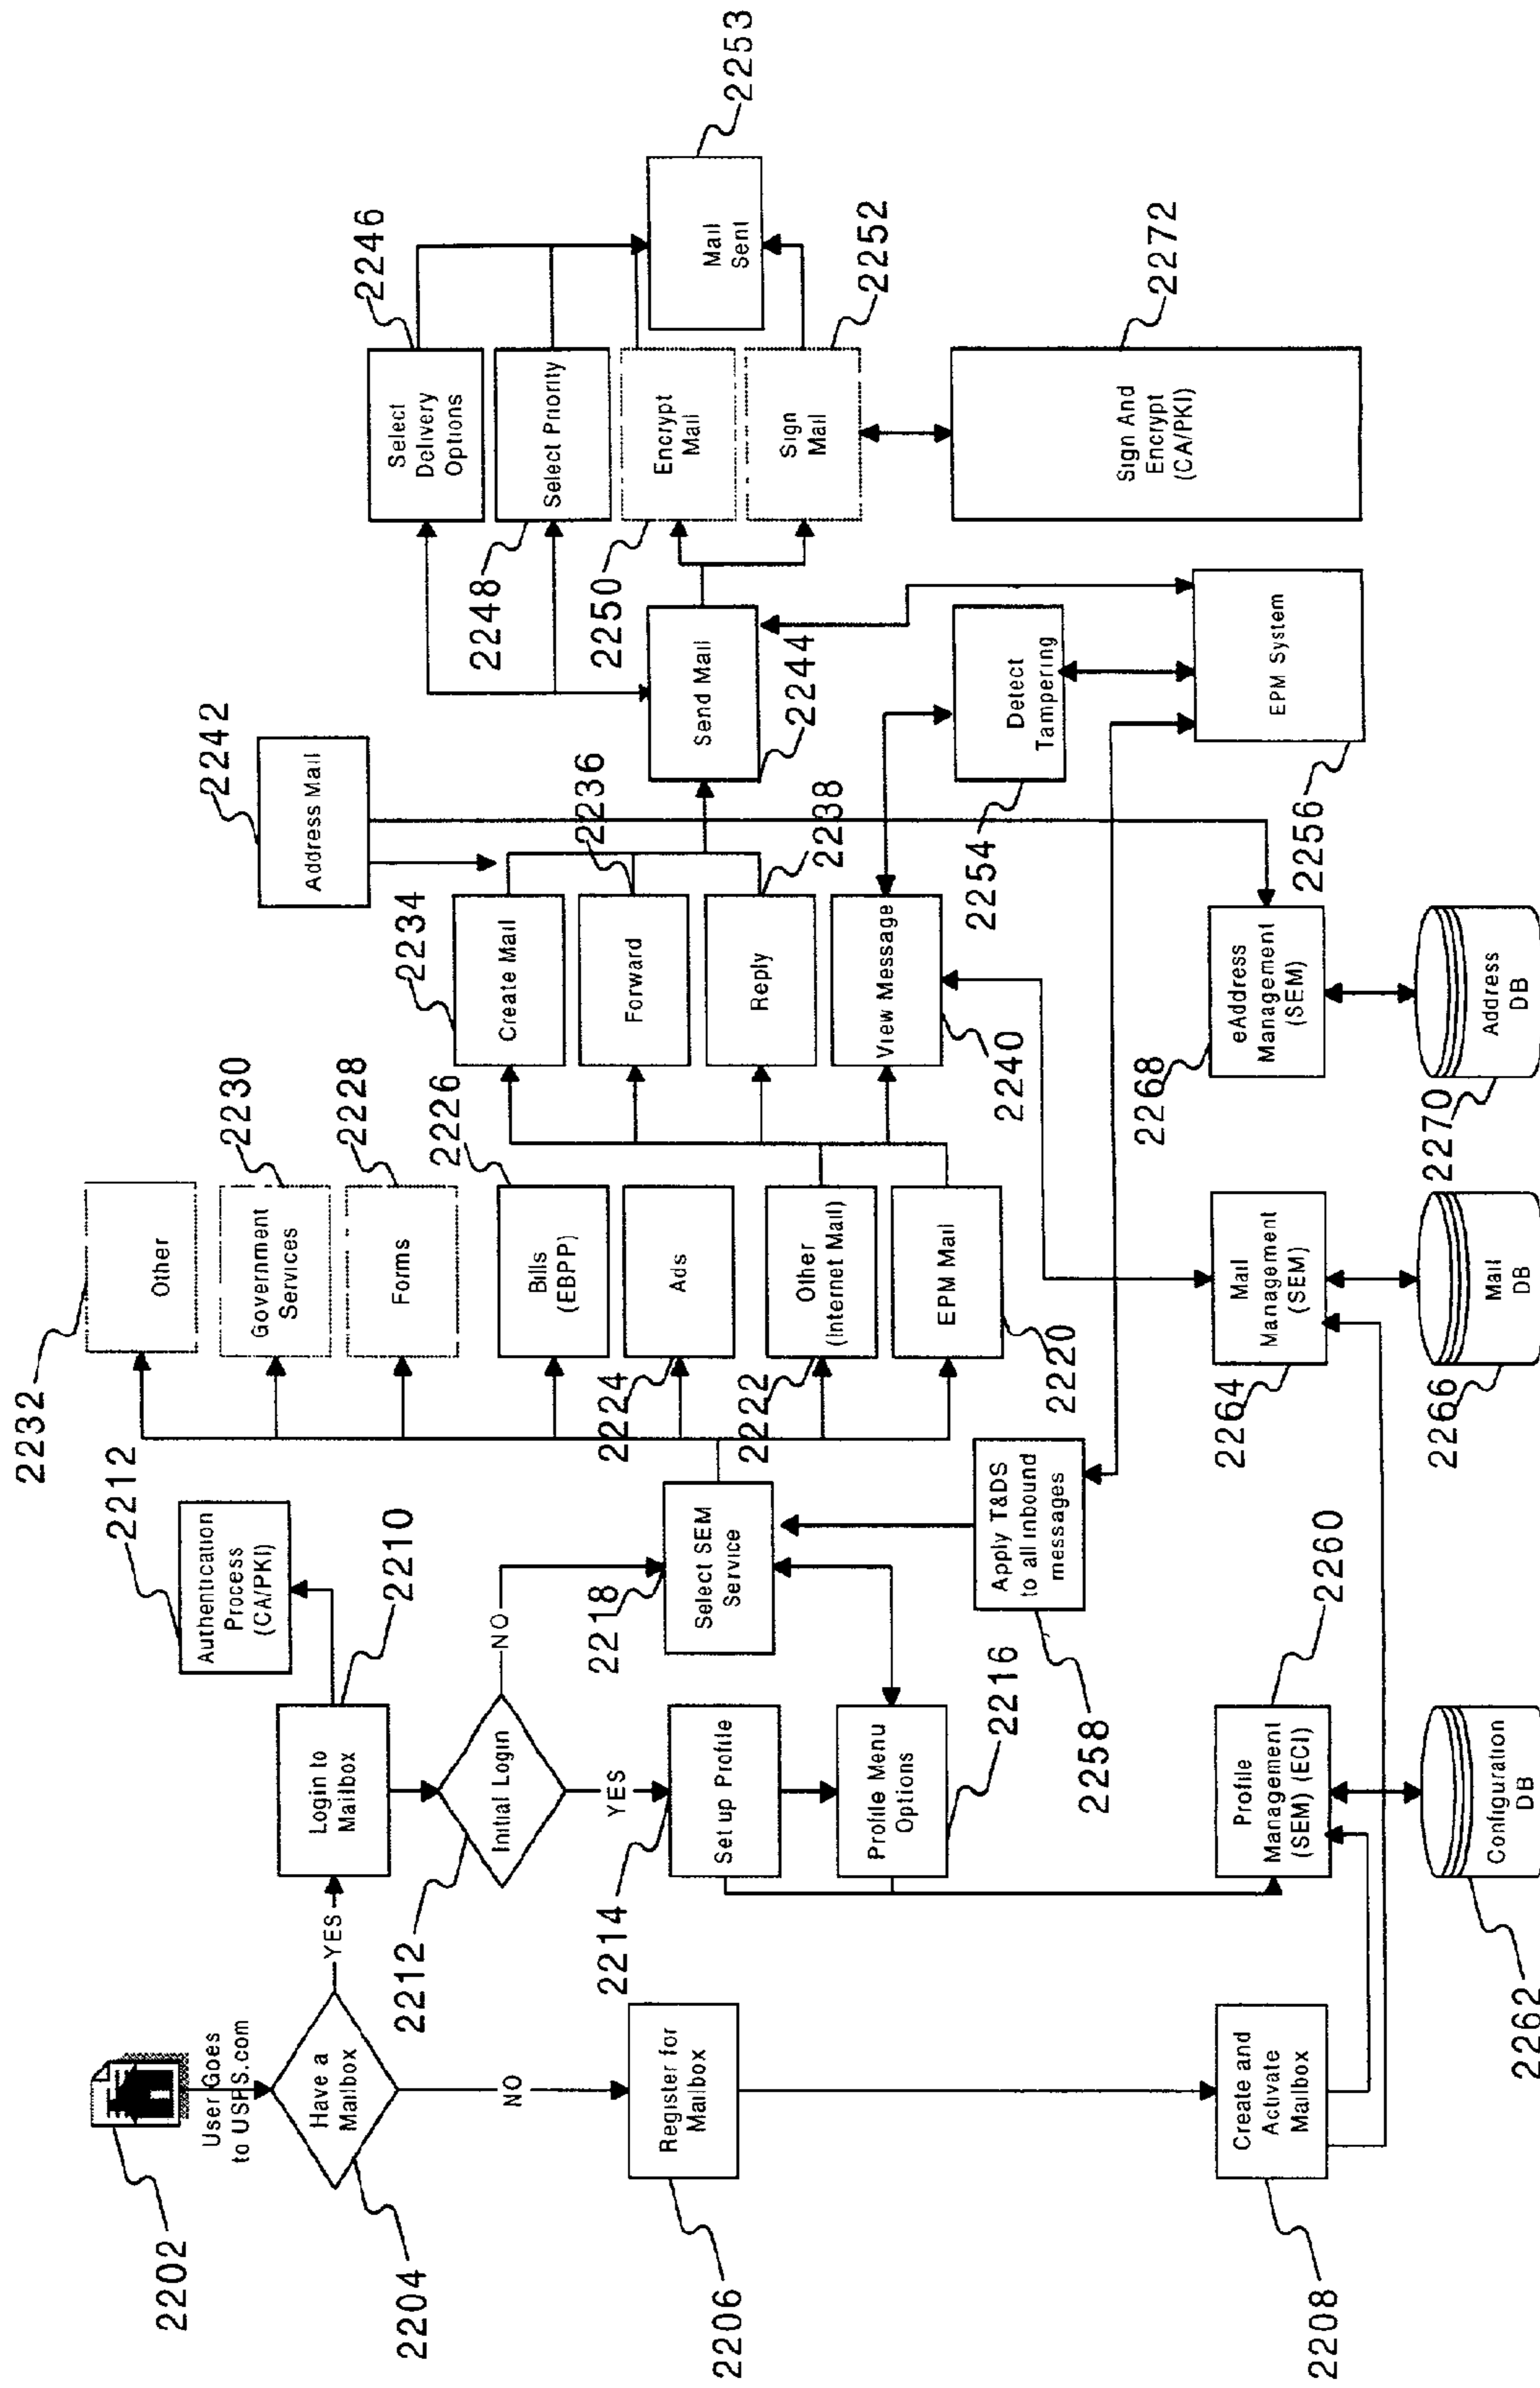 2202
User Goes
to USPS.com
2204
Have a
Mailbox
YES
NO
2206
Register for
Mailbox
2208
Create and
Activate
Mailbox
2212
Authentication
Process
(CA/PKI)
2210
Login to
Mailbox
2212
Initial Login
NO
YES
2214
Set up Profile
2216
Profile Menu
Options
2218
Select SEM
Service
2258
Apply T&DS
to all inbound
messages
2260
Profile
Management
(SEM) (ECI)
2262
Configuration
DB
2232
Other
2230
Government
Services
2228
Forms
2226
Bills
(EBPP)
2224
Ads
2222
Other
(Internet Mail)
2220
EPM Mail
2264
Mail
Management
(SEM)
2266
Mail
DB
2242
Address Mail
2234
Create Mail
2236
Forward
2238
Reply
2240
View Message
2268
eAddress
Management
(SEM)
2270
Address
DB
2244
Send Mail
2254
Detect
Tampering
2256
EPM System
2246
Select
Delivery
Options
2248
Select Priority
2250
Encrypt
Mail
2252
Sign
Mail
2253
Mail
Sent
2272
Sign And
Encrypt
(CA/PKI)